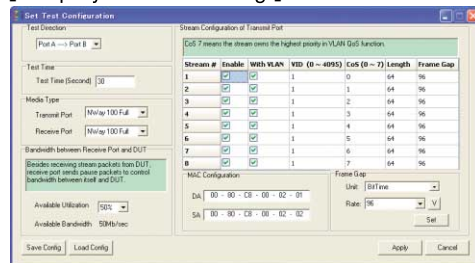 Set Test Configuration
Test Direction
Port A ---> Port B
Test Time
Test Time (Second) 30
Media Type
Transmit Port NWay 100 Full
Receive Port NWay 100 Full
Bandwidth between Receive Port and DUT
Besides receiving stream packets from DUT,
receive port sends pause packets to control
bandwidth between itself and DUT.
Available Utilization 50%
Available Bandwidth 50Mb/sec
Save Config Load Config
Stream Configuration of Transmit Port
CoS 7 means the stream owns the highest priority in VLAN QoS function.
Stream # Enable With VLAN VID (0 ~ 4095) CoS (0 ~ 7) Length Frame Gap
1 1 0 64 96
2 1 1 64 96
3 1 2 64 96
4 1 3 64 96
5 1 4 64 96
6 1 5 64 96
7 1 6 64 96
8 1 7 64 96
MAC Configuration
DA 00 - 80 - C8 - 00 - 02 - 01
SA 00 - 80 - C8 - 00 - 02 - 02
Frame Gap
Unit: BitTime
Rate: 96 V
Set
Apply Cancel